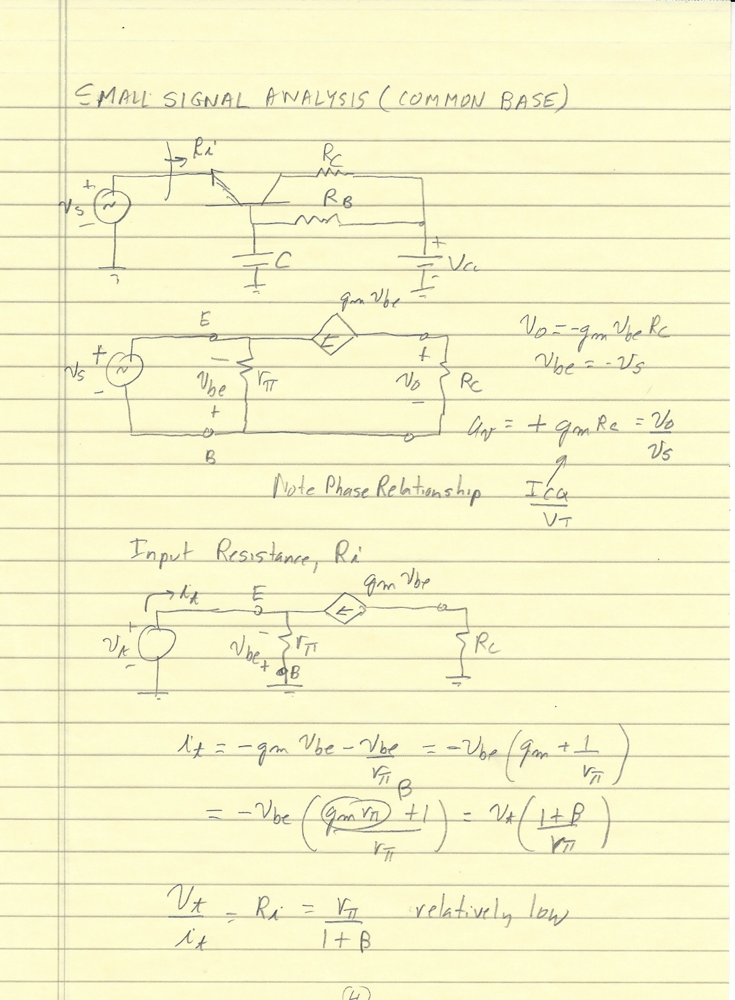 SMALL SIGNAL ANALYSIS (COMMON BASE)
Ri
RC
+
vs
~
−
RB
C
+
VCC
-
gm vbe
E
+
vs
~
-
−
vbe
+
rπ
B
+
vo
−
RC
vo = -gm vbe RC
vbe = -vs
av = + gm Rc = vo/vs
ICQ/VT
Note Phase Relationship
Input Resistance, Ri
it
E
gm vbe
+
vt
-
-
vbe
+
rπ
B
RC
it = -gm vbe - vbe/rπ = -vbe (gm + 1/rπ)
β
= -vbe (gm rπ + 1 / rπ) = vt (1+β / rπ)
vt/it = Ri = rπ/1+β relatively low
4